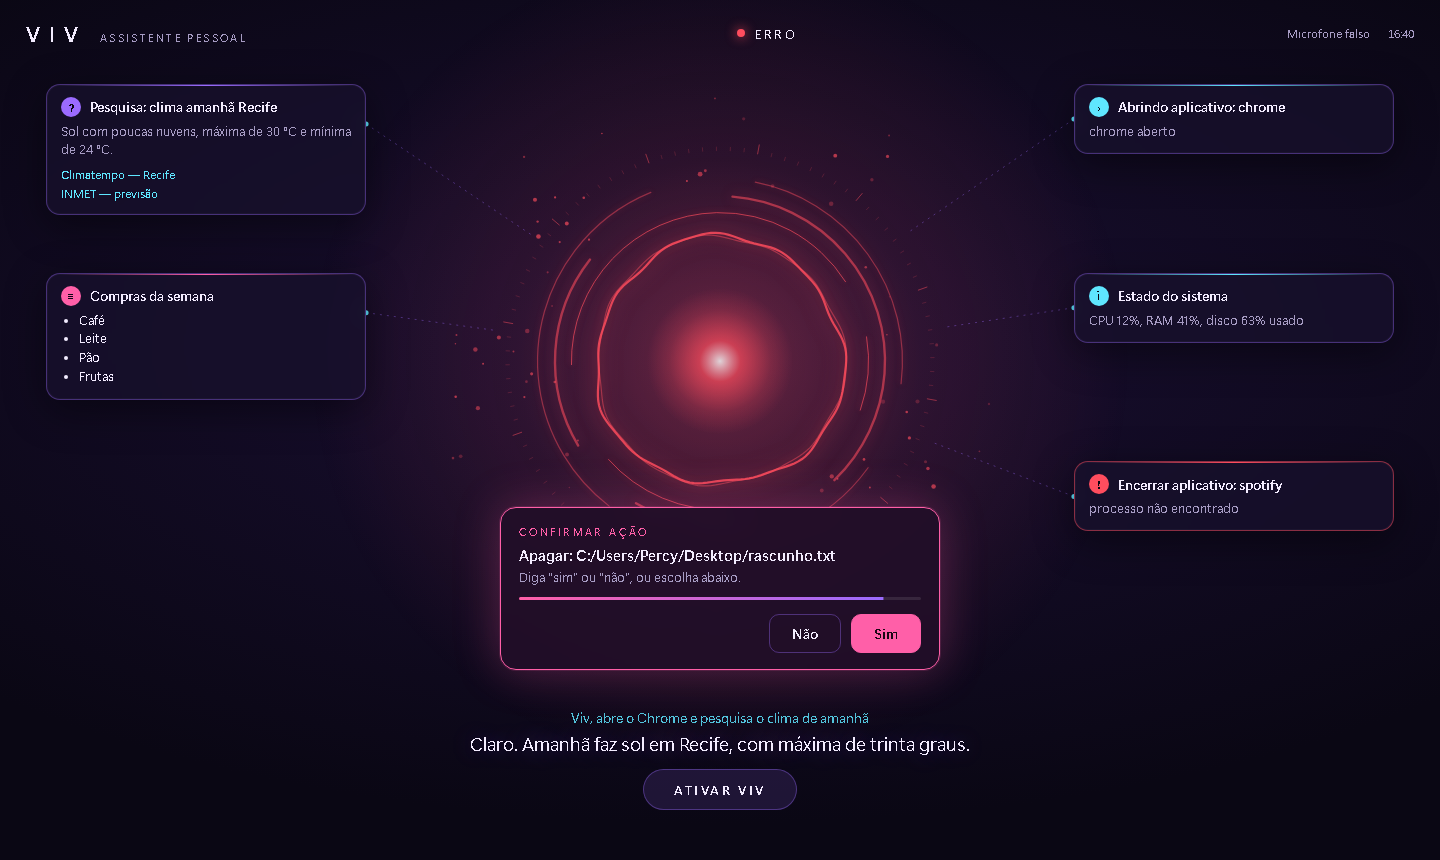 VIV ASSISTENTE PESSOAL
ERRO
Microfone falso 16:40
? Pesquisa: clima amanhã Recife
Sol com poucas nuvens, máxima de 30 °C e mínima
de 24 °C.
Climatempo — Recife
INMET — previsão
≡ Compras da semana
• Café
• Leite
• Pão
• Frutas
› Abrindo aplicativo: chrome
chrome aberto
i Estado do sistema
CPU 12%, RAM 41%, disco 63% usado
! Encerrar aplicativo: spotify
processo não encontrado
CONFIRMAR AÇÃO
Apagar: C:/Users/Percy/Desktop/rascunho.txt
Diga "sim" ou "não", ou escolha abaixo.
Não Sim
Viv, abre o Chrome e pesquisa o clima de amanhã
Claro. Amanhã faz sol em Recife, com máxima de trinta graus.
ATIVAR VIV